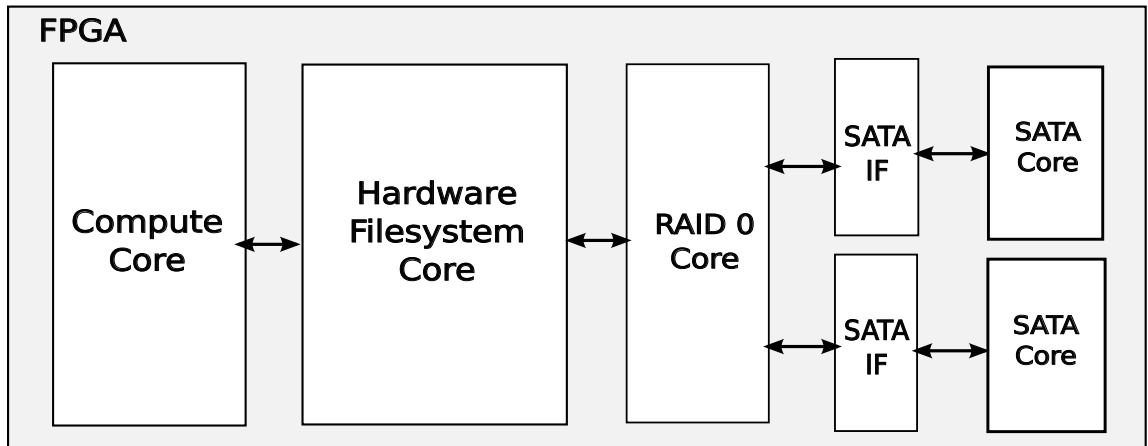 FPGA
Compute
Core
Hardware
Filesystem
Core
RAID 0
Core
SATA
IF
SATA
Core
SATA
IF
SATA
Core